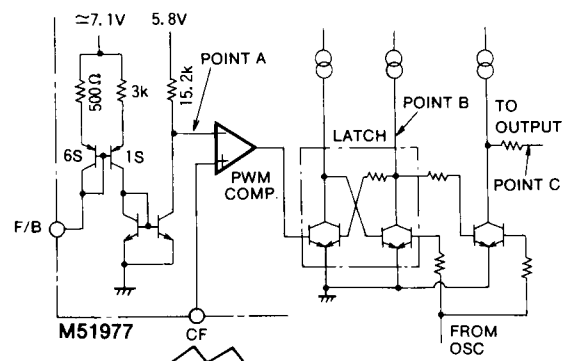 ≃7.1V 5.8V
POINT A
500Ω
3k
15.2k
POINT B
TO
OUTPUT
LATCH
6S 1S
− +
PWM
COMP.
POINT C
F/B
M51977
CF
FROM
OSC